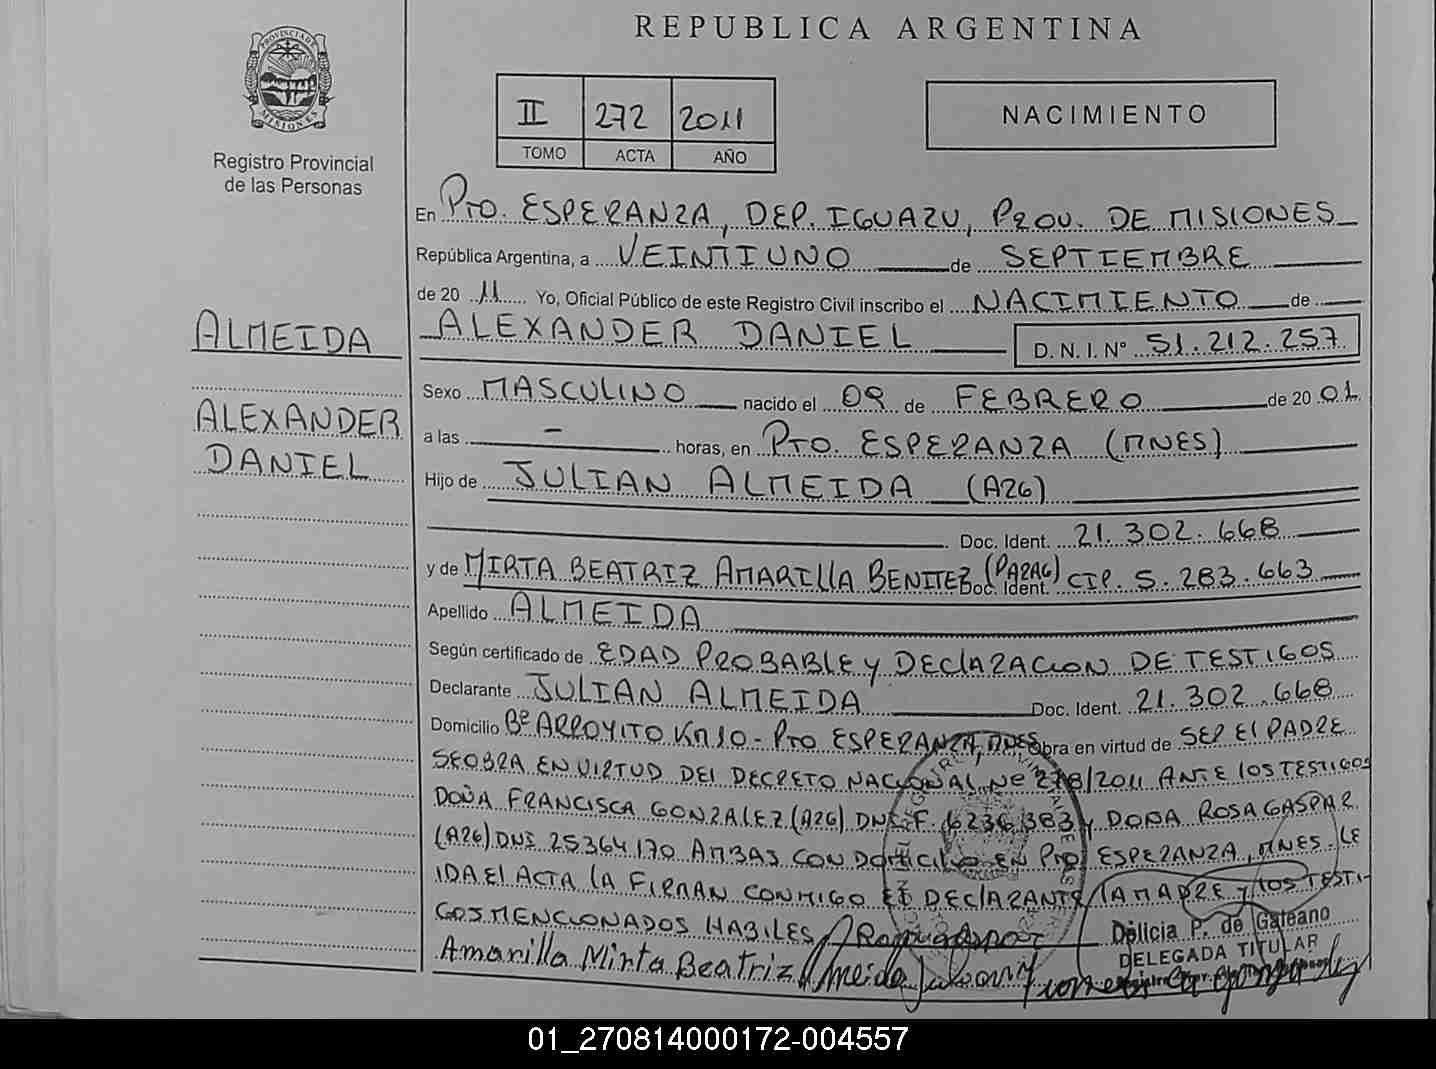 REPUBLICA ARGENTINA
PROVINCIA DE MISIONES
Registro Provincial
de las Personas
II 272 2011
TOMO ACTA AÑO
NACIMIENTO
En Pto. ESPERANZA, DEP. IGUAZU, PROV. DE MISIONES
República Argentina, a VEINTIUNO de SEPTIEMBRE
de 20 11 Yo, Oficial Público de este Registro Civil inscribo el NACIMIENTO de
ALEXANDER DANIEL D. N. I. Nº 51.212.257
ALMEIDA
ALEXANDER
DANIEL
Sexo MASCULINO nacido el 09 de FEBRERO de 20 01
a las - horas, en Pto. ESPERANZA (MNES)
Hijo de JULIAN ALMEIDA (ARG)
Doc. Ident. 21.302.668
y de MIRTA BEATRIZ AMARIllA BENITEZ (PARAG) Doc. Ident. CIP. 5.283.663
Apellido ALMEIDA
Según certificado de EDAD PROBABLE y DEClARACION DE TESTIGOS
Declarante JULIAN ALMEIDA Doc. Ident. 21.302.668
Domicilio Bº ARROYITO Km 10 - Pto ESPERANZA, MNES Obra en virtud de SER El PADRE
SE OBRA EN VIRTUD DEl DECRETO NACIONAL Nº 278/2011 ANTE lOS TESTIGOS
DOÑA FRANCISCA GONZALEZ (ARG) DNI F. 6236383 y DOÑA ROSA GASPAR
(ARG) DNI 25364170 AMBAS CON DOMICILIO EN Pto ESPERANZA, MNES. LE
IDA El ACTA lA FIRMAN CONMIGO El DEClARANTE lA MADRE y lOS TESTI-
GOS MENCIONADOS HABILES
Delicia P. de Gateano
DELEGADA TITULAR
Amarilla Mirta Beatriz Almeida
01_270814000172-004557